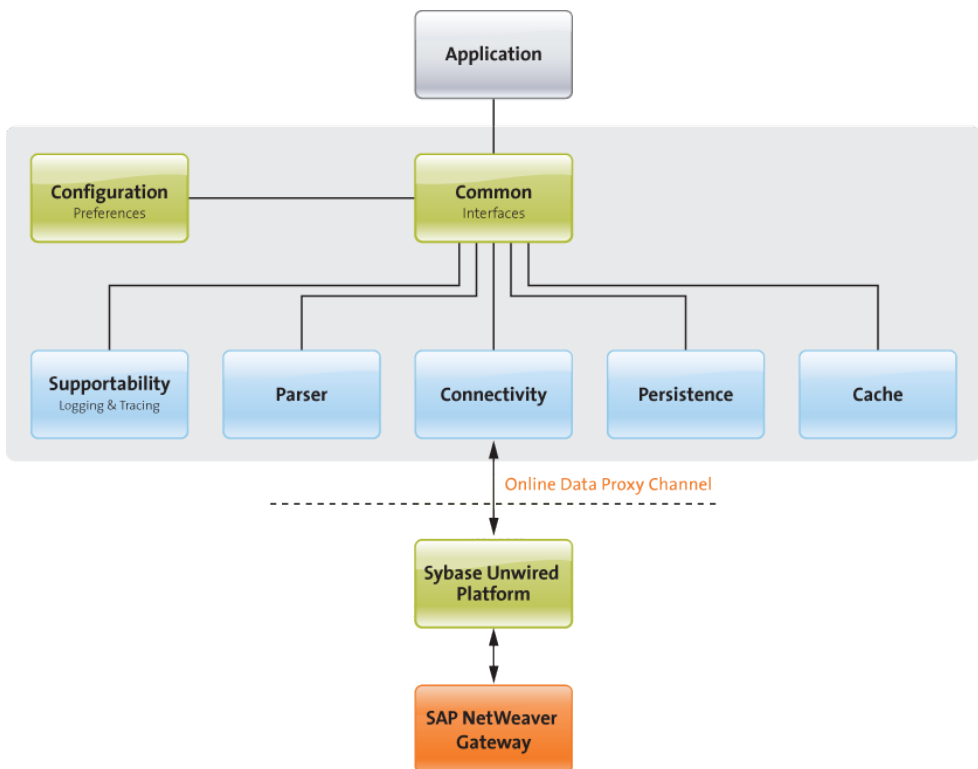 Application
Configuration
Preferences
Common
Interfaces
Supportability
Logging & Tracing
Parser
Connectivity
Persistence
Cache
Online Data Proxy Channel
Sybase Unwired
Platform
SAP NetWeaver
Gateway